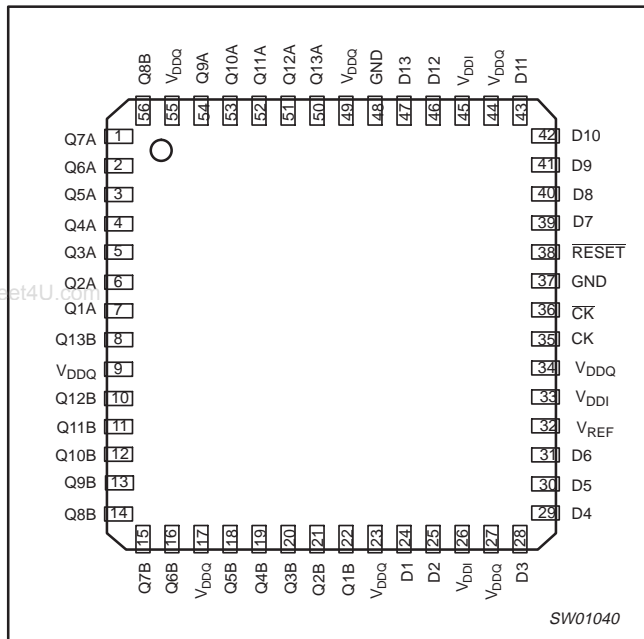 Q8B VDDQ Q9A Q10A Q11A Q12A Q13A VDDQ GND D13 D12 VDDI VDDQ D11
56 55 54 53 52 51 50 49 48 47 46 45 44 43
Q7A 1 42 D10
Q6A 2 41 D9
Q5A 3 40 D8
Q4A 4 39 D7
Q3A 5 38 RESET
Q2A 6 37 GND
eet4U.com
Q1A 7 36 CK
Q13B 8 35 CK
VDDQ 9 34 VDDQ
Q12B 10 33 VDDI
Q11B 11 32 VREF
Q10B 12 31 D6
Q9B 13 30 D5
Q8B 14 29 D4
15 16 17 18 19 20 21 22 23 24 25 26 27 28
Q7B Q6B VDDQ Q5B Q4B Q3B Q2B Q1B VDDQ D1 D2 VDDI VDDQ D3
SW01040